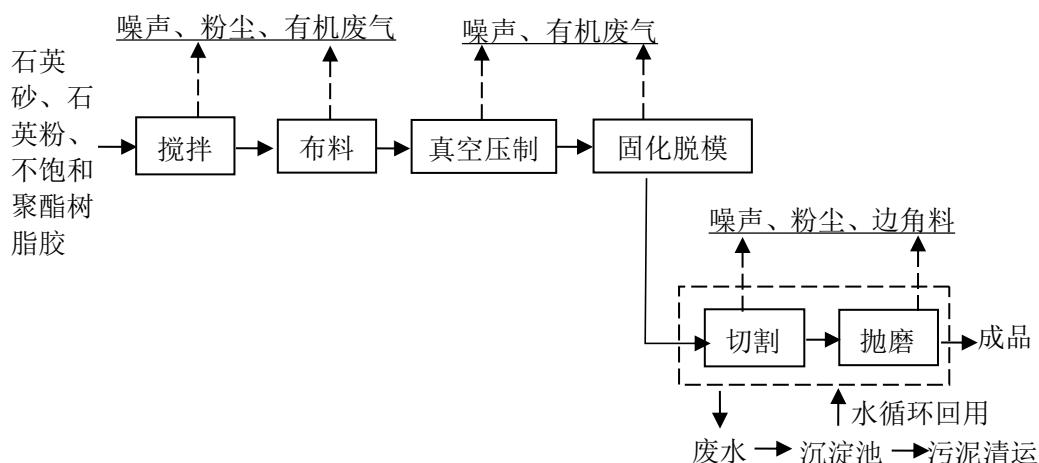 噪声、粉尘、有机废气
噪声、有机废气
石英
砂、石
英粉、
不饱和
聚酯树
脂胶
搅拌
布料
真空压制
固化脱模
噪声、粉尘、边角料
切割
抛磨
成品
水循环回用
废水
沉淀池
污泥清运